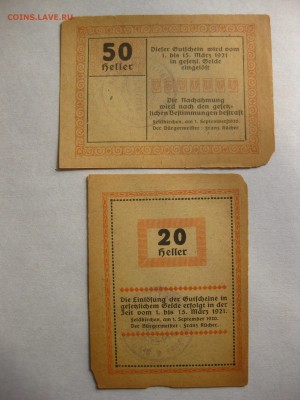 COINS.LAVE.RU
50
Heller
Dieser Gutschein wird vom
1. bis 15. März 1921
in gesetzl. Gelde
eingelöst
Die Nachahmung
wird nach den gesetz-
lichen Bestimmungen bestraft
Feldkirchen, am 1. September 1920.
Der Bürgermeister: Franz Bücher
20
Heller
Die Einlösung der Gutscheine in
gesetzlichem Gelde erfolgt in der
Zeit vom 1. bis 15. März 1921.
Feldkirchen, am 1. September 1920.
Der Bürgermeister: Franz Bücher.